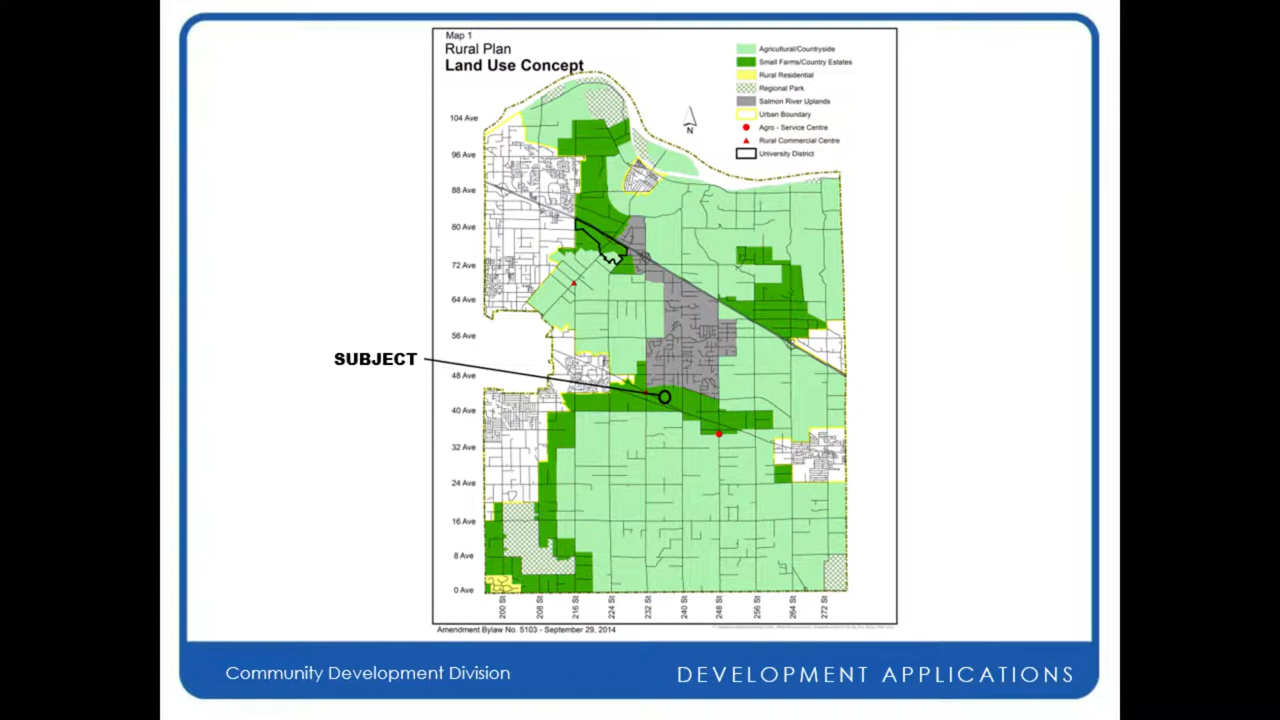 Map 1
Rural Plan
Land Use Concept
Agricultural/Countryside
Small Farms/Country Estates
Rural Residential
Regional Park
Salmon River Uplands
Urban Boundary
Agro - Service Centre
Rural Commercial Centre
University District
N
104 Ave
96 Ave
88 Ave
80 Ave
72 Ave
64 Ave
56 Ave
48 Ave
40 Ave
32 Ave
24 Ave
16 Ave
8 Ave
0 Ave
SUBJECT
200 St
208 St
216 St
224 St
232 St
240 St
248 St
256 St
264 St
272 St
Amendment Bylaw No. 5103 - September 29, 2014
Community Development Division
DEVELOPMENT APPLICATIONS